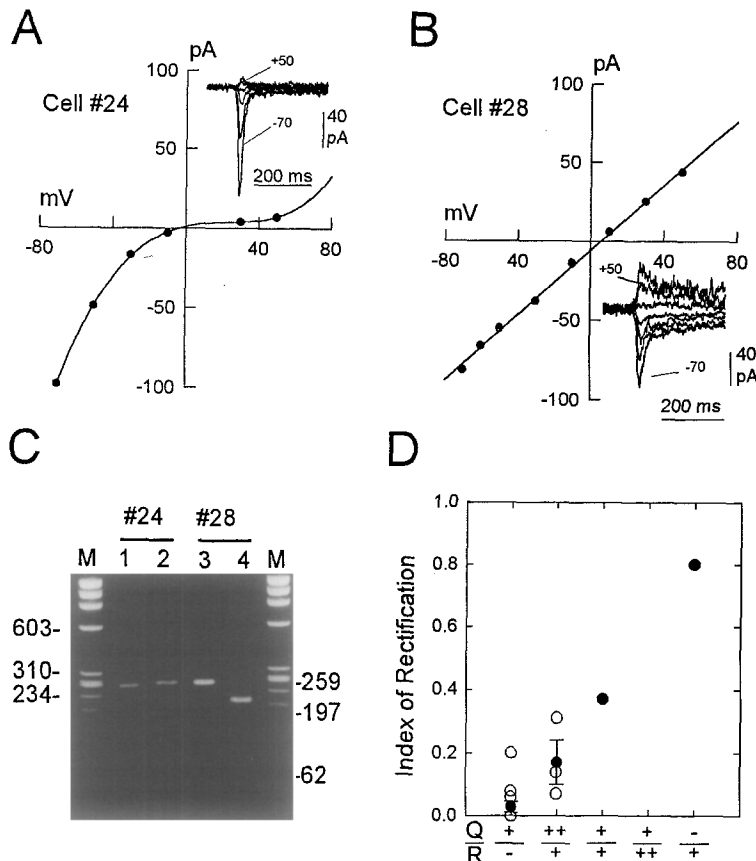 A
pA
100
Cell #24
50
+50
-70
40
pA
200 ms
mV
-80
40
80
-50
-100
B
pA
100
Cell #28
50
mV
-80
-40
40
80
+50
-50
-70
40
pA
-100
200 ms
C
#24
#28
M
1
2
3
4
M
603-
310-
234-
-259
-197
-62
D
Index of Rectification
1.0
0.8
0.6
0.4
0.2
0.0
Q + ++ + + -
R - + + ++ +